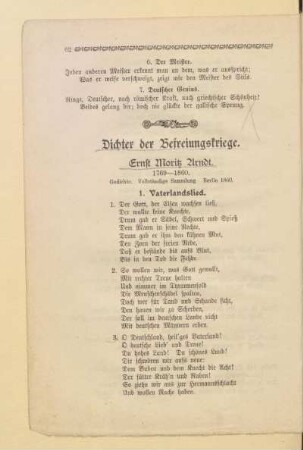 62
6. Der Meister.
Jeder anderen Meister erkennt man an dem, was er ausspricht;
Was er weise verschweigt, zeigt mir den Meister des Stils.
7. Deutscher Genius.
Ringe, Deutscher, nach römischer Kraft, nach griechischer Schönheit!
Beides gelang dir; doch nie glückte der gallische Sprung.
Dichter der Befreiungskriege.
Ernst Moritz Arndt.
1769—1860.
Gedichte. Vollständige Sammlung. Berlin 1860.
1. Vaterlandslied.
1. Der Gott, der Eisen wachsen ließ,
Der wollte keine Knechte,
Drum gab er Säbel, Schwert und Spieß
Dem Mann in seine Rechte,
Drum gab er ihm den kühnen Mut,
Den Zorn der freien Rede,
Daß er bestände bis aufs Blut,
Bis in den Tod die Fehde.
2. So wollen wir, was Gott gewollt,
Mit rechter Treue halten
Und nimmer im Tyrannensold
Die Menschenschädel spalten,
Doch wer für Tand und Schande ficht,
Den hauen wir zu Scherben,
Der soll im deutschen Lande nicht
Mit deutschen Männern erben.
3. O Deutschland, heil'ges Vaterland!
O deutsche Lieb' und Treue!
Du hohes Land! Du schönes Land!
Dir schwören wir aufs neue:
Dem Buben und dem Knecht die Acht!
Der fütt're Kräh'n und Raben!
So ziehn wir aus zur Hermannsschlacht
Und wollen Rache haben.